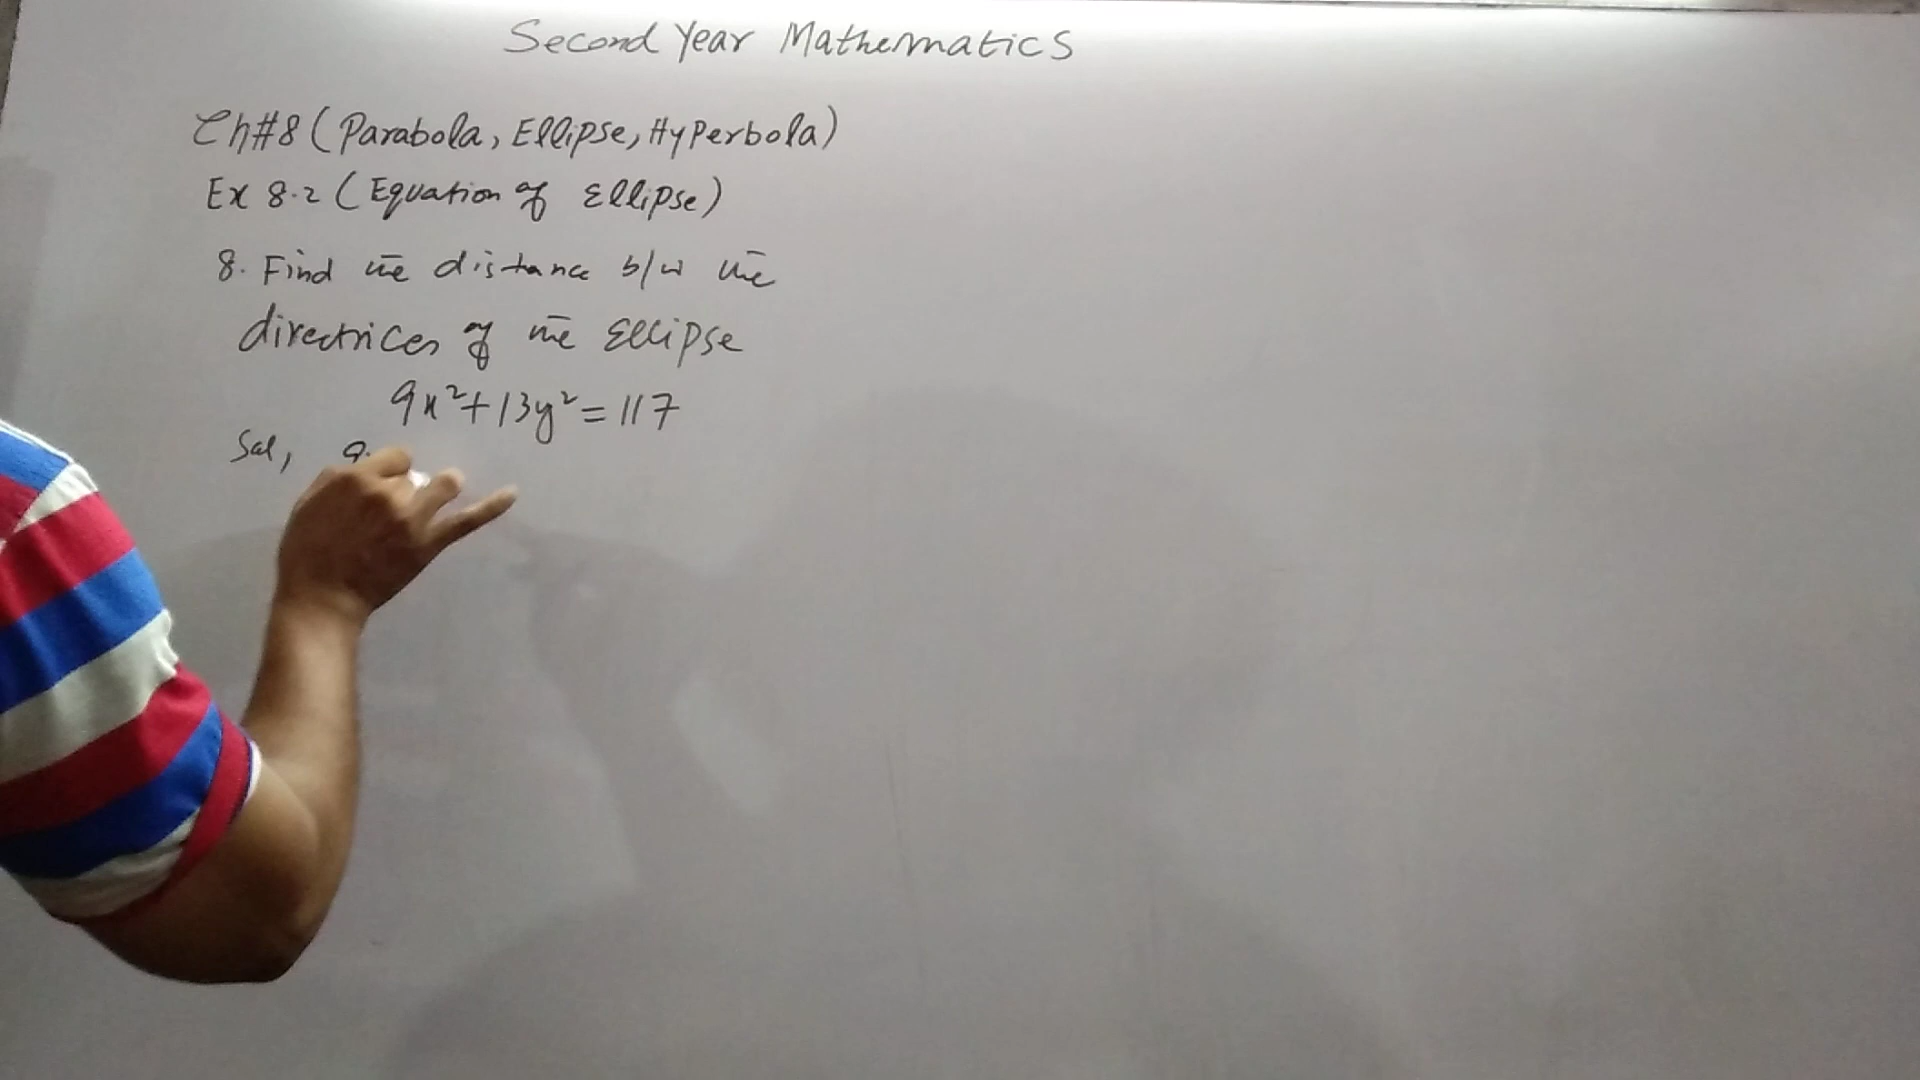 Second Year Mathematics
Ch#8 (Parabola, Ellipse, Hyperbola)
Ex 8.2 (Equation of Ellipse)
8. Find the distance b/w the
directrices of the Ellipse
9x²+13y²=117
Sol, 9